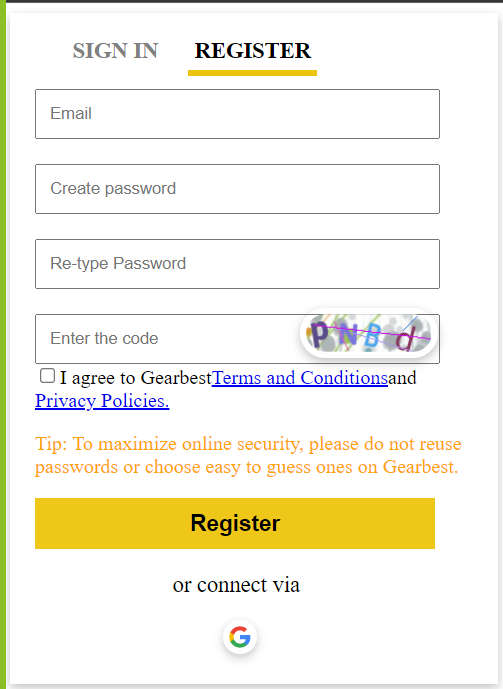 SIGN IN REGISTER
Email
Create password
Re-type Password
Enter the code PNBd
I agree to GearbestTerms and Conditionsand
Privacy Policies.
Tip: To maximize online security, please do not reuse
passwords or choose easy to guess ones on Gearbest.
Register
or connect via
G